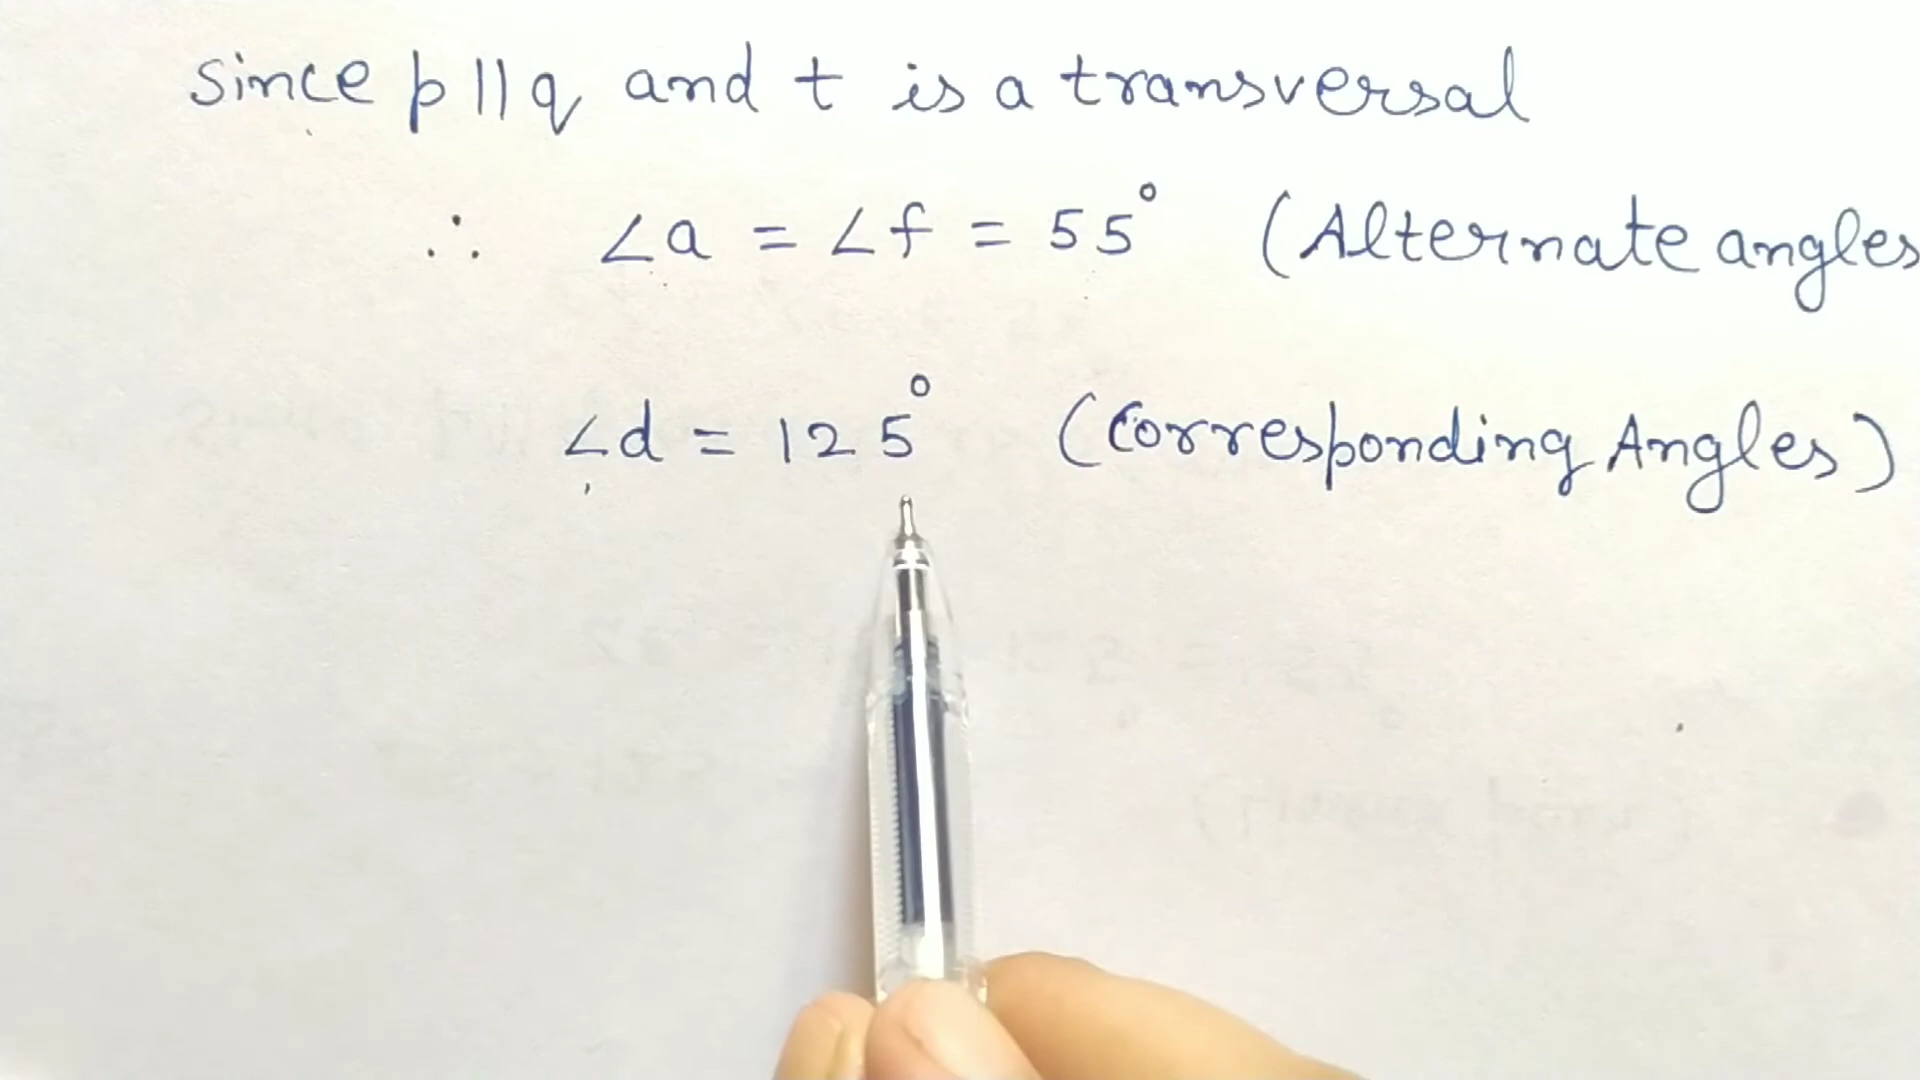 since p || q and t is a transversal
∴ ∠a = ∠f = 55° (Alternate angles
∠d = 125° (Corresponding Angles)